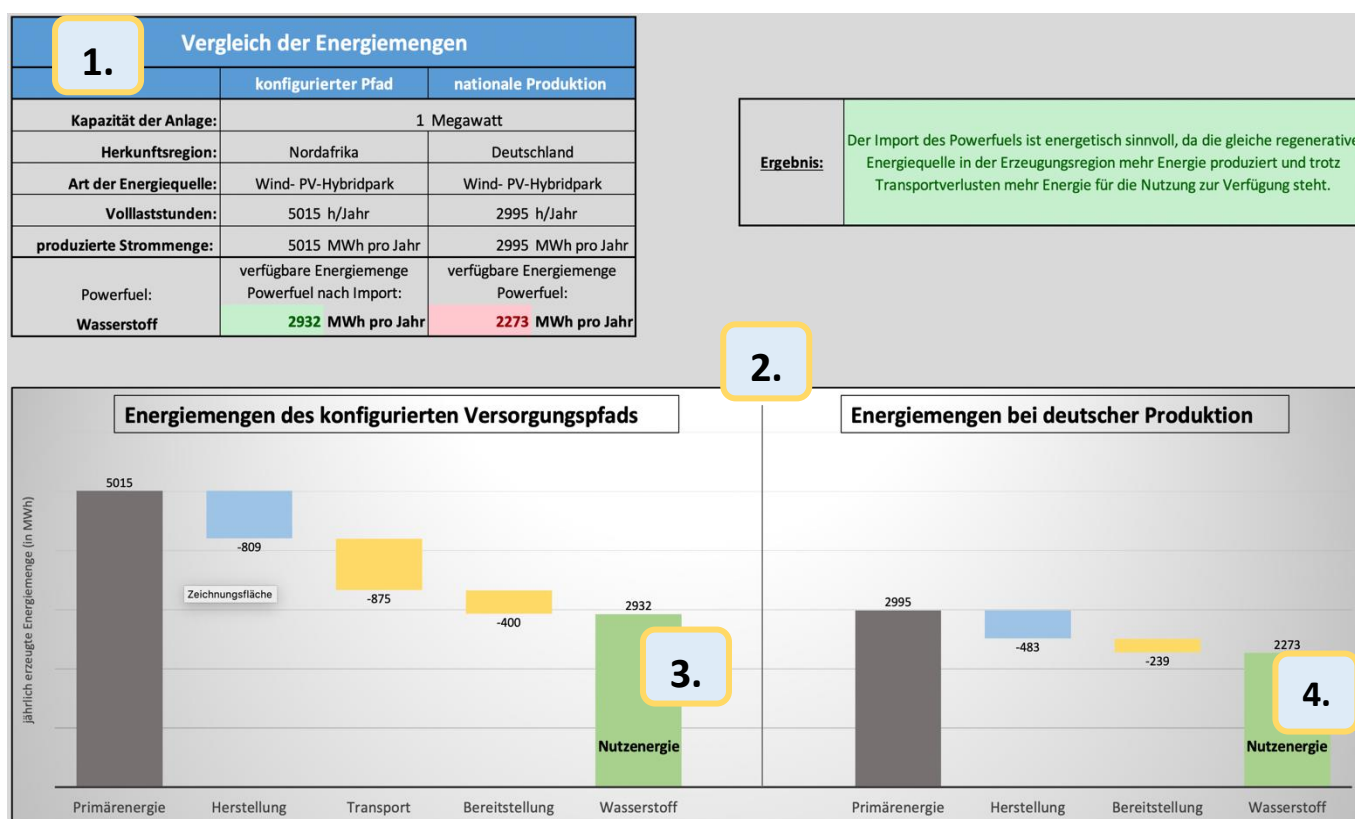 1.
Vergleich der Energiemengen
konfigurierter Pfad nationale Produktion
Kapazität der Anlage: 1 Megawatt
Herkunftsregion: Nordafrika Deutschland
Art der Energiequelle: Wind- PV-Hybridpark Wind- PV-Hybridpark
Volllaststunden: 5015 h/Jahr 2995 h/Jahr
produzierte Strommenge: 5015 MWh pro Jahr 2995 MWh pro Jahr
Powerfuel: verfügbare Energiemenge Powerfuel nach Import: verfügbare Energiemenge Powerfuel:
Wasserstoff 2932 MWh pro Jahr 2273 MWh pro Jahr
Ergebnis:
Der Import des Powerfuels ist energetisch sinnvoll, da die gleiche regenerative
Energiequelle in der Erzeugungsregion mehr Energie produziert und trotz
Transportverlusten mehr Energie für die Nutzung zur Verfügung steht.
2.
Energiemengen des konfigurierten Versorgungspfads
jährlich erzeugte Energiemenge (in MWh)
5015
-809
Zeichnungsfläche
-875
-400
2932
3.
Nutzenergie
Primärenergie Herstellung Transport Bereitstellung Wasserstoff
Energiemengen bei deutscher Produktion
2995
-483
-239
2273
4.
Nutzenergie
Primärenergie Herstellung Bereitstellung Wasserstoff